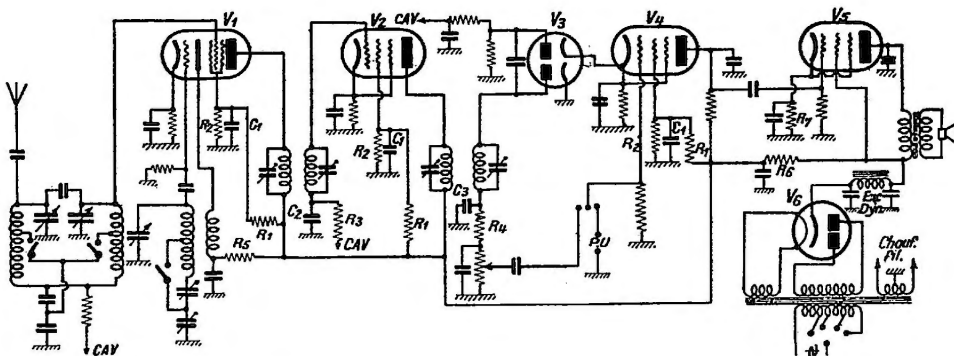 V1
V2
CAV
V3
V4
V5
R2
C1
R2
C1
R2
C1
R1
R7
R6
C2
R3
CAV
R1
R1
C3
R4
R5
PU
CAV
V6
Exc
Dyn.
Chauf.
Fil.